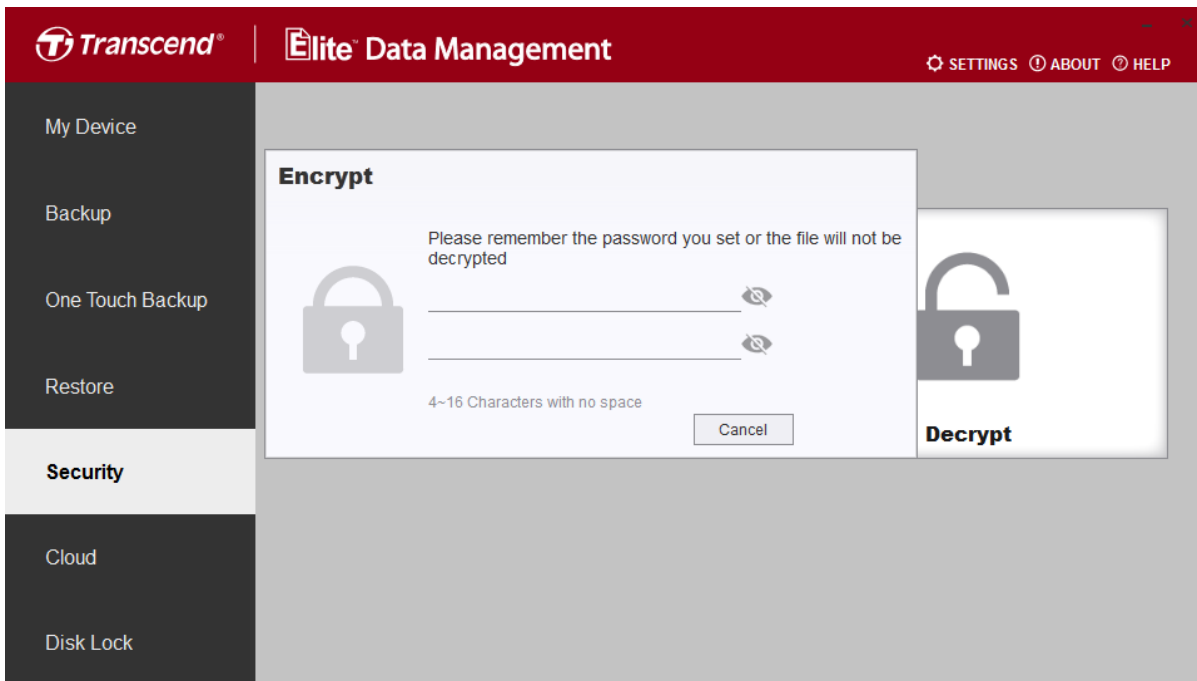 Transcend®
Elite™ Data Management
SETTINGS
ABOUT
HELP
My Device
Backup
One Touch Backup
Restore
Security
Cloud
Disk Lock
Encrypt
Please remember the password you set or the file will not be
decrypted
4~16 Characters with no space
Cancel
Decrypt